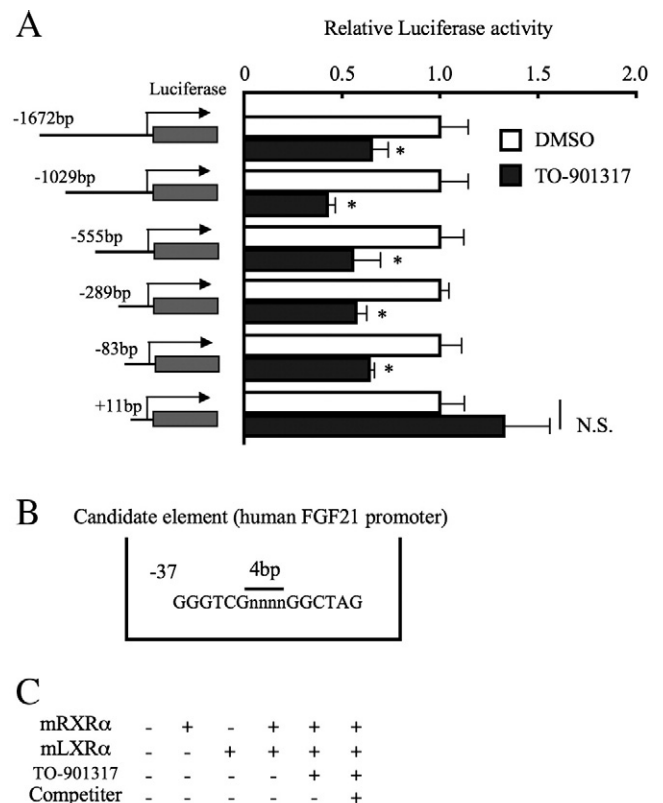 A
Relative Luciferase activity
0 0.5 1.0 1.5 2.0
Luciferase
-1672bp
DMSO
*
TO-901317
-1029bp
*
-555bp
*
-289bp
*
-83bp
*
+11bp
N.S.
B
Candidate element (human FGF21 promoter)
-37 4bp
GGGTCGnnnnGGCTAG
C
mRXRα - + - + + +
mLXRα - - + + + +
TO-901317 - - - - + +
Competiter - - - - - +